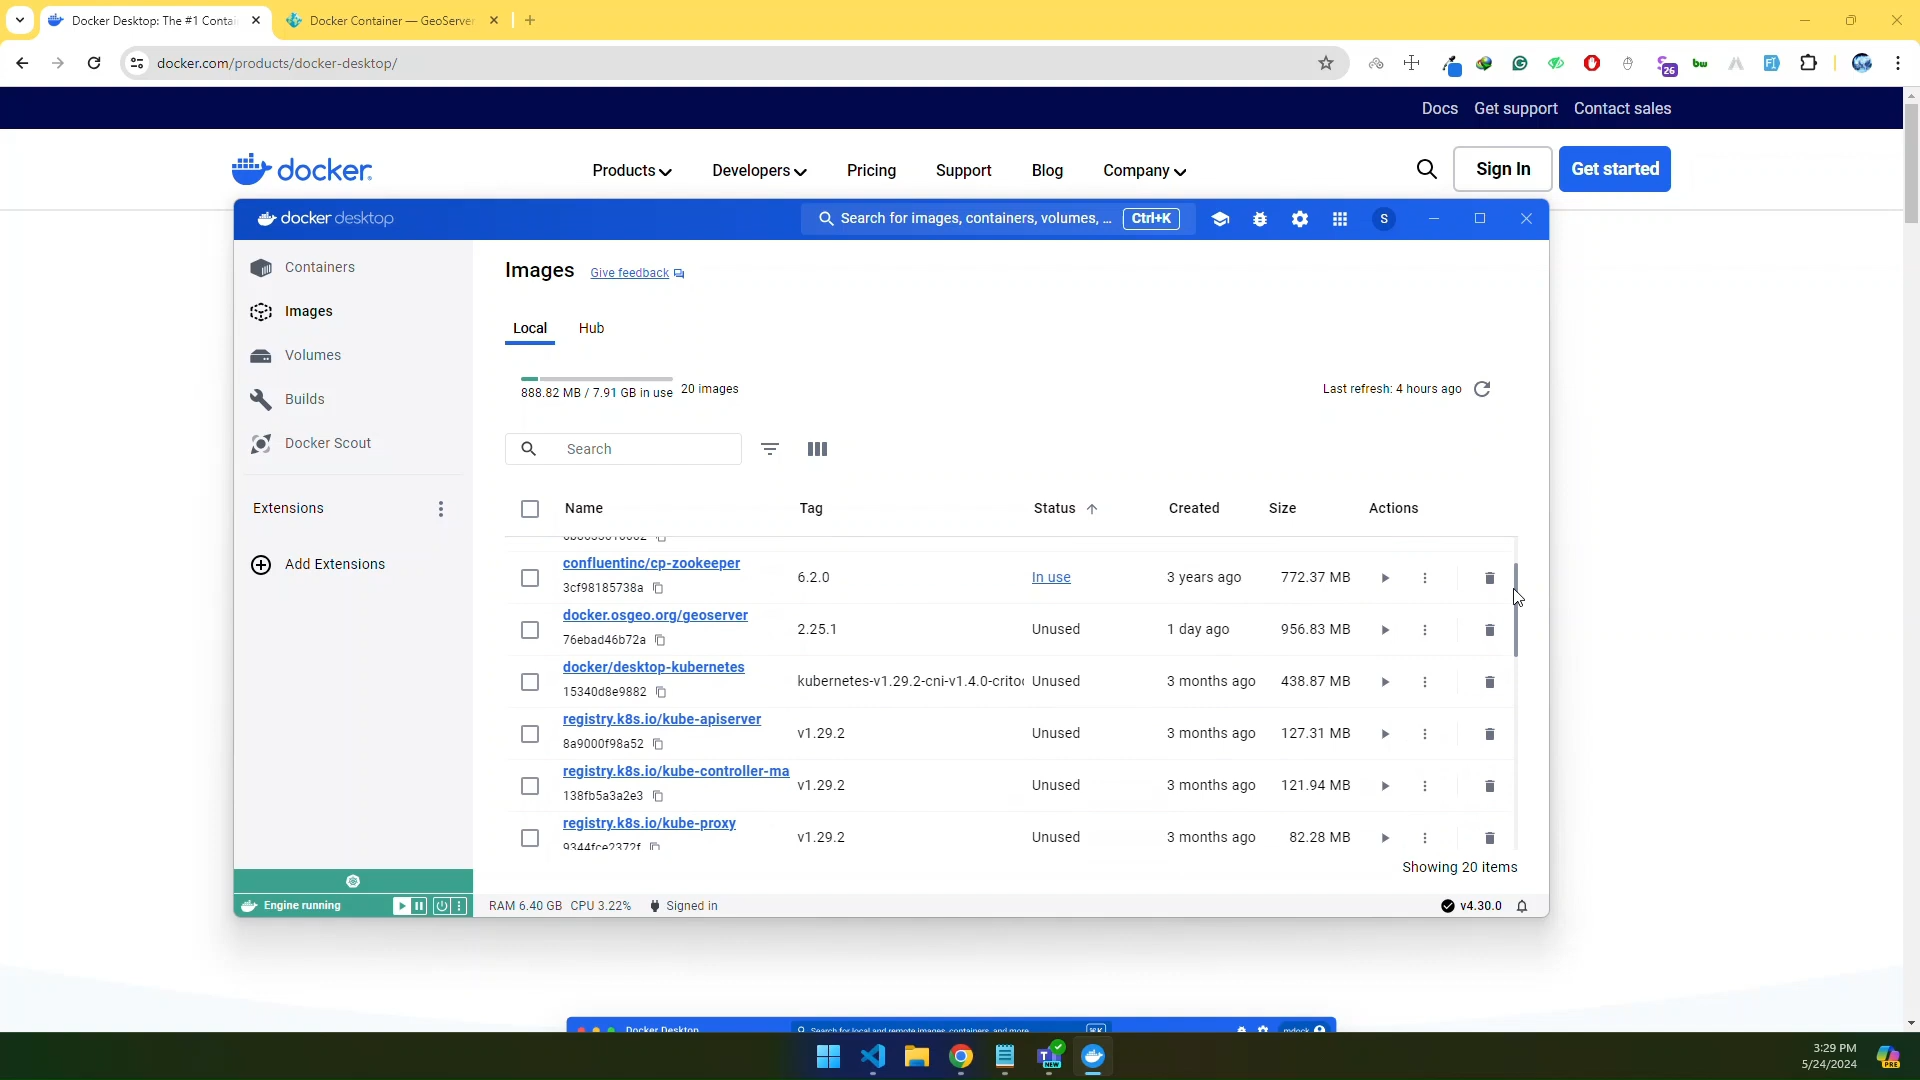 Docker Desktop: The #1 Contai
Docker Container — GeoServer
docker.com/products/docker-desktop/
26
bw
Docs Get support Contact sales
docker
Products Developers Pricing Support Blog Company Sign In Get started
docker desktop
Search for images, containers, volumes, ... Ctrl+K
S
Containers
Images
Volumes
Builds
Docker Scout
Extensions
Add Extensions
Images Give feedback
Local Hub
888.82 MB / 7.91 GB in use 20 images
Last refresh: 4 hours ago
Search
Name Tag Status Created Size Actions
confluentinc/cp-zookeeper
3cf98185738a
6.2.0 In use 3 years ago 772.37 MB
docker.osgeo.org/geoserver
76ebad46b72a
2.25.1 Unused 1 day ago 956.83 MB
docker/desktop-kubernetes
15340d8e9882
kubernetes-v1.29.2-cni-v1.4.0-critoc Unused 3 months ago 438.87 MB
registry.k8s.io/kube-apiserver
8a9000f98a52
v1.29.2 Unused 3 months ago 127.31 MB
registry.k8s.io/kube-controller-ma
138fb5a3a2e3
v1.29.2 Unused 3 months ago 121.94 MB
registry.k8s.io/kube-proxy
9344fce2372f
v1.29.2 Unused 3 months ago 82.28 MB
Showing 20 items
Engine running
RAM 6.40 GB CPU 3.22% Signed in
v4.30.0
Docker Desktop
Search for local and remote images, containers, and more
3:29 PM
5/24/2024